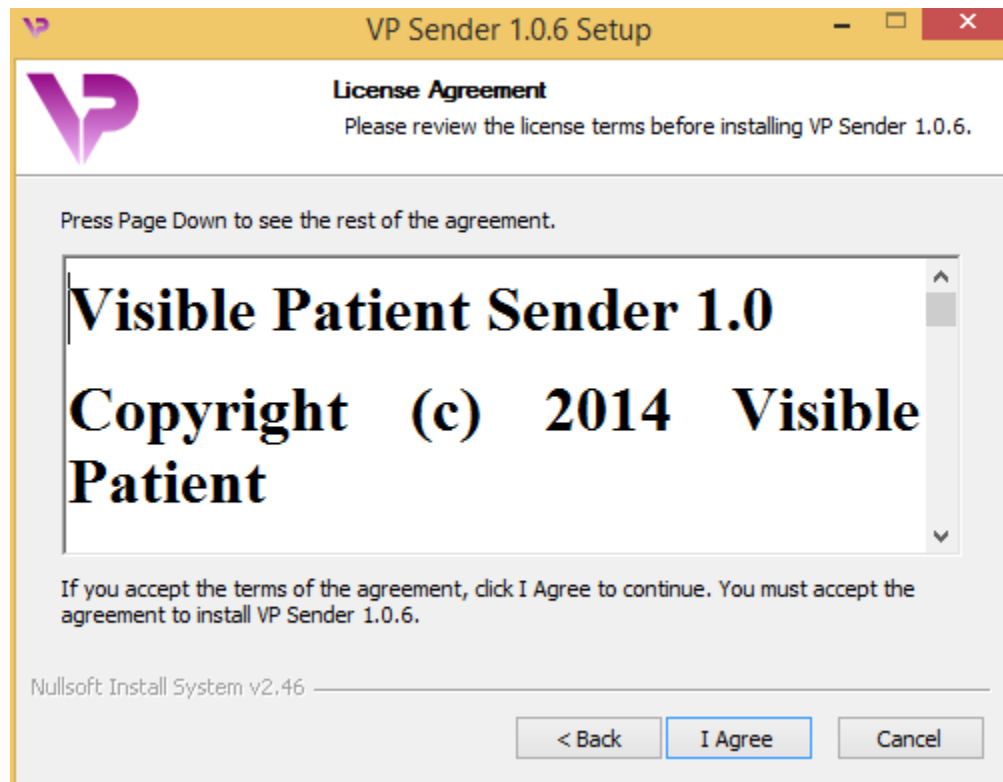 VP Sender 1.0.6 Setup
VP
License Agreement
Please review the license terms before installing VP Sender 1.0.6.
Press Page Down to see the rest of the agreement.
Visible Patient Sender 1.0
Copyright (c) 2014 Visible
Patient
If you accept the terms of the agreement, click I Agree to continue. You must accept the
agreement to install VP Sender 1.0.6.
Nullsoft Install System v2.46
< Back
I Agree
Cancel